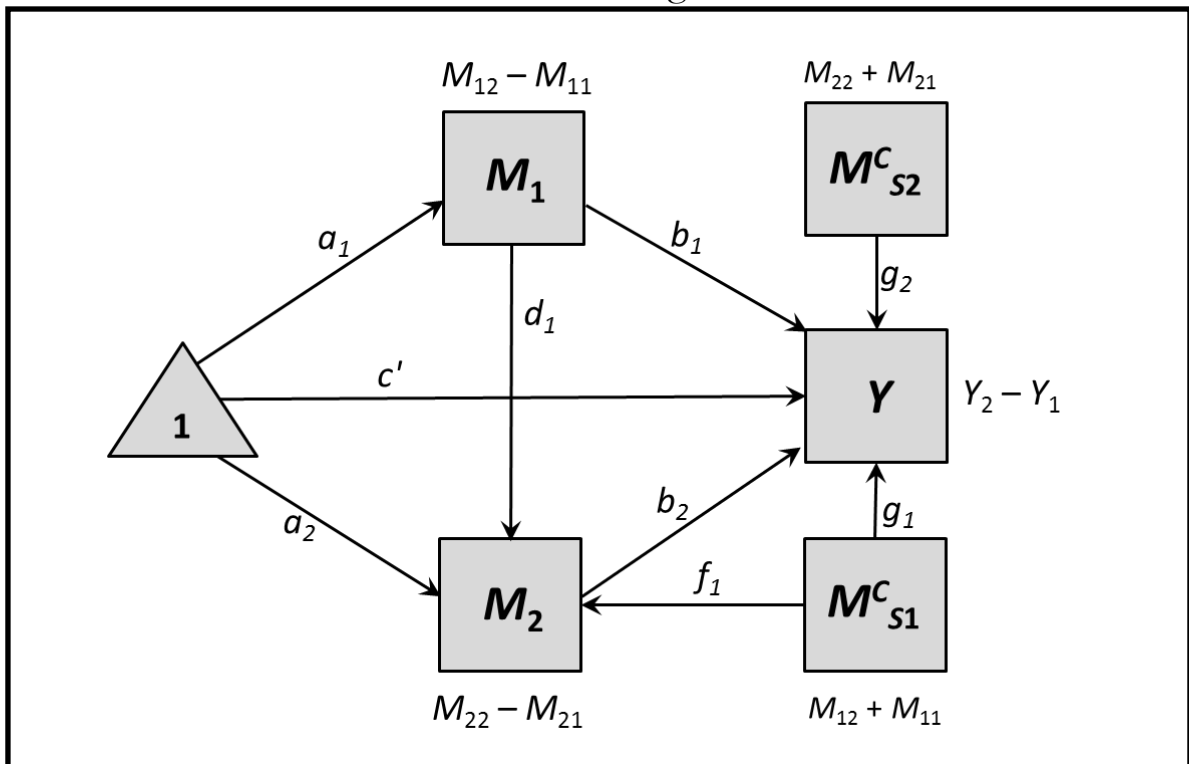 M₁₂ – M₁₁
M₂₂ + M₂₁
M₁
Mᶜ S2
a₁
b₁
g₂
d₁
c'
Y
Y₂ – Y₁
1
a₂
b₂
g₁
f₁
M₂
Mᶜ S1
M₂₂ – M₂₁
M₁₂ + M₁₁